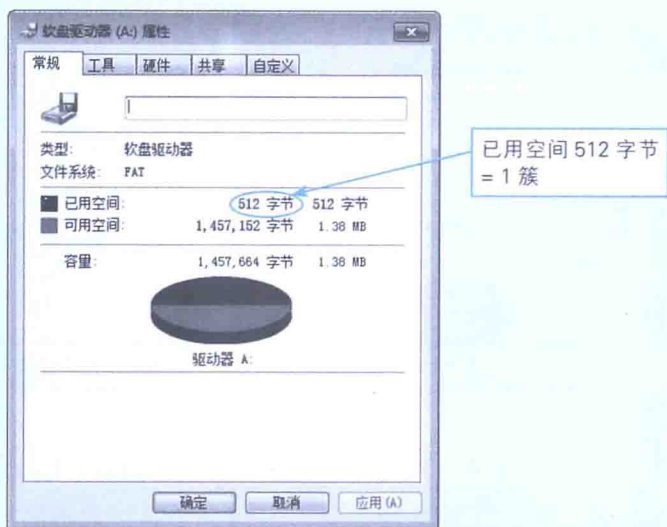 软盘驱动器 (A:) 属性
常规 工具 硬件 共享 自定义
类型: 软盘驱动器
文件系统: FAT
已用空间: 512 字节 512 字节
可用空间: 1,457,152 字节 1.38 MB
容量: 1,457,664 字节 1.38 MB
驱动器 A:
确定 取消 应用(A)
已用空间 512 字节
= 1 簇